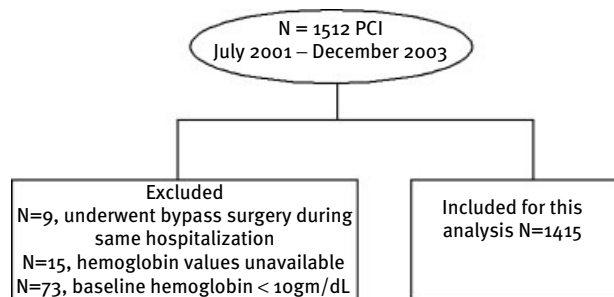 N = 1512 PCI
July 2001 – December 2003
Excluded
N=9, underwent bypass surgery during
same hospitalization
N=15, hemoglobin values unavailable
N=73, baseline hemoglobin < 10gm/dL
Included for this
analysis N=1415